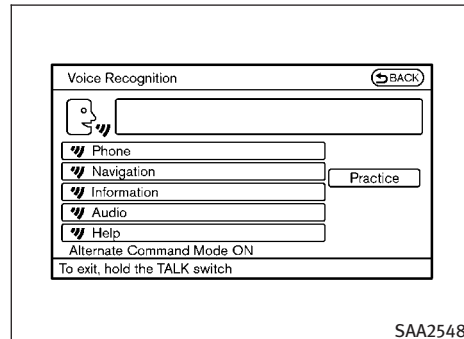 Voice Recognition
BACK
Phone
Navigation
Practice
Information
Audio
Help
Alternate Command Mode ON
To exit, hold the TALK switch
SAA2548